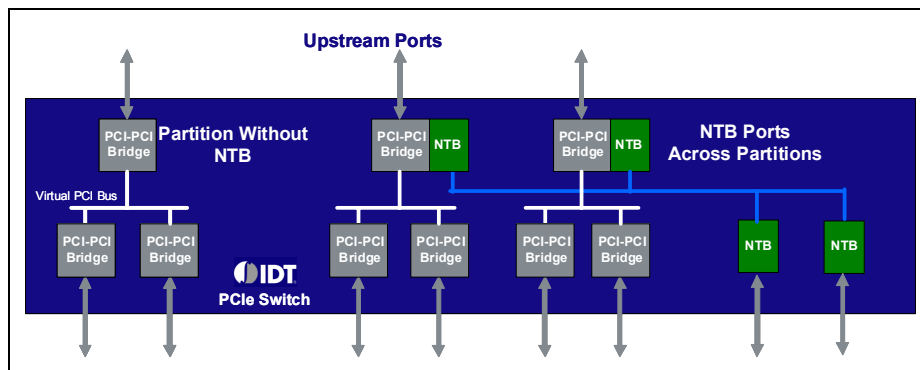 Upstream Ports
PCI-PCI
Bridge
Partition Without
NTB
PCI-PCI
Bridge
NTB
PCI-PCI
Bridge
NTB
NTB Ports
Across Partitions
Virtual PCI Bus
PCI-PCI
Bridge
PCI-PCI
Bridge
PCI-PCI
Bridge
PCI-PCI
Bridge
PCI-PCI
Bridge
PCI-PCI
Bridge
NTB
NTB
IDT
PCIe Switch